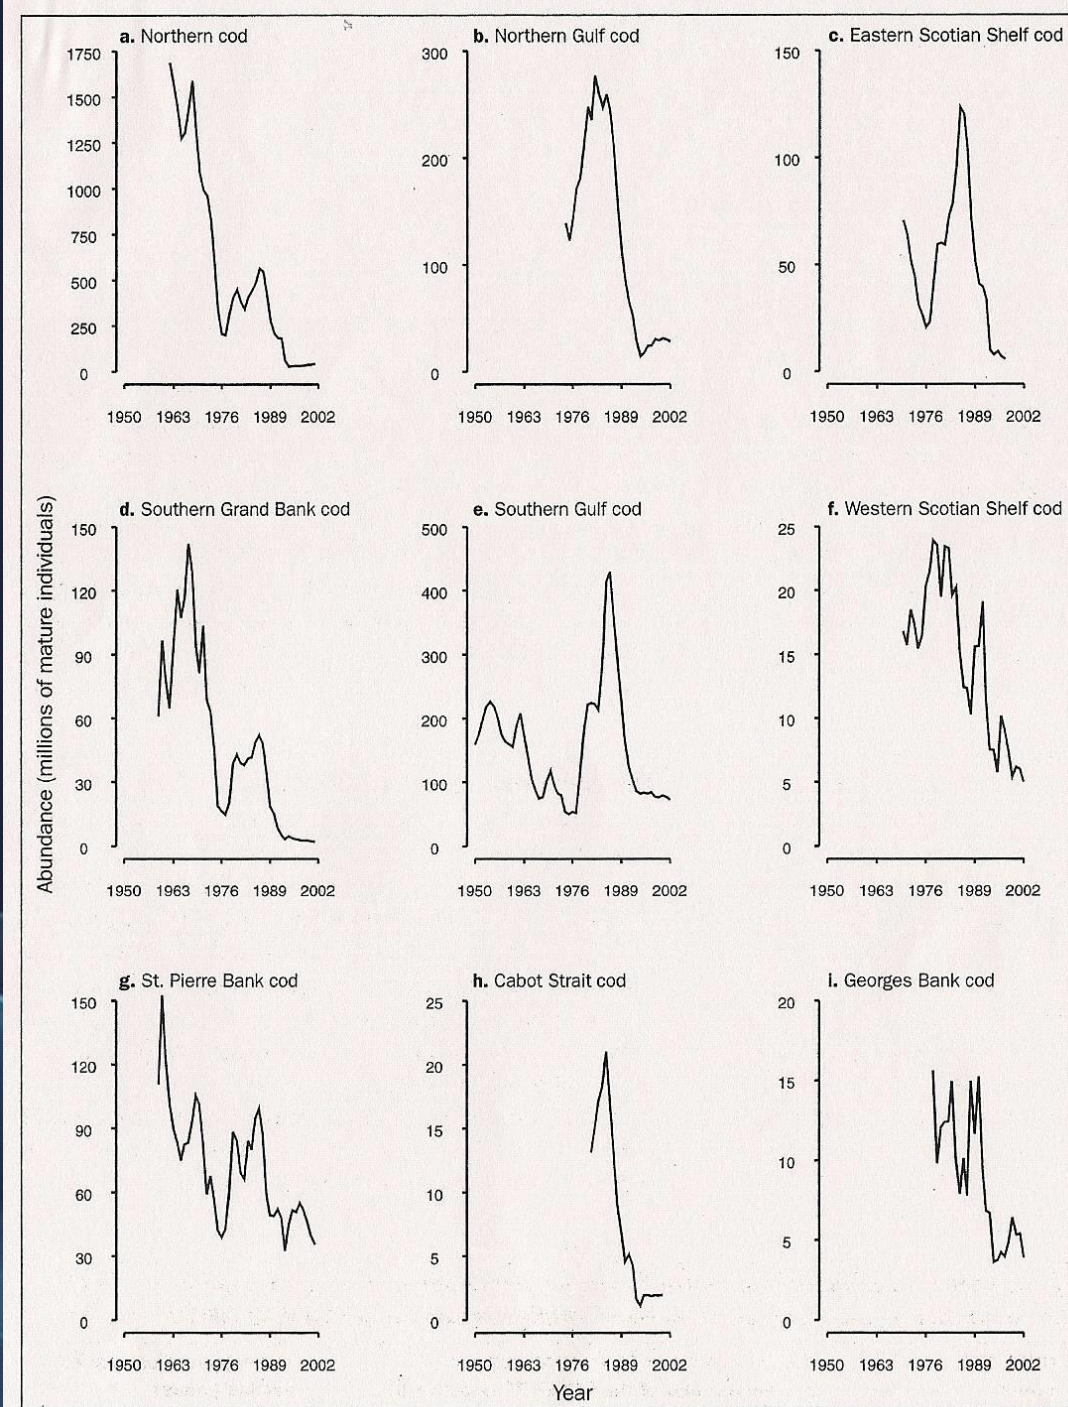 a. Northern cod
1750
1500
1250
1000
750
500
250
0
1950 1963 1976 1989 2002
b. Northern Gulf cod
300
200
100
0
1950 1963 1976 1989 2002
c. Eastern Scotian Shelf cod
150
100
50
0
1950 1963 1976 1989 2002
Abundance (millions of mature individuals)
d. Southern Grand Bank cod
150
120
90
60
30
0
1950 1963 1976 1989 2002
e. Southern Gulf cod
500
400
300
200
100
0
1950 1963 1976 1989 2002
f. Western Scotian Shelf cod
25
20
15
10
5
0
1950 1963 1976 1989 2002
g. St. Pierre Bank cod
150
120
90
60
30
0
1950 1963 1976 1989 2002
h. Cabot Strait cod
25
20
15
10
5
0
1950 1963 1976 1989 2002
i. Georges Bank cod
20
15
10
5
0
1950 1963 1976 1989 2002
Year